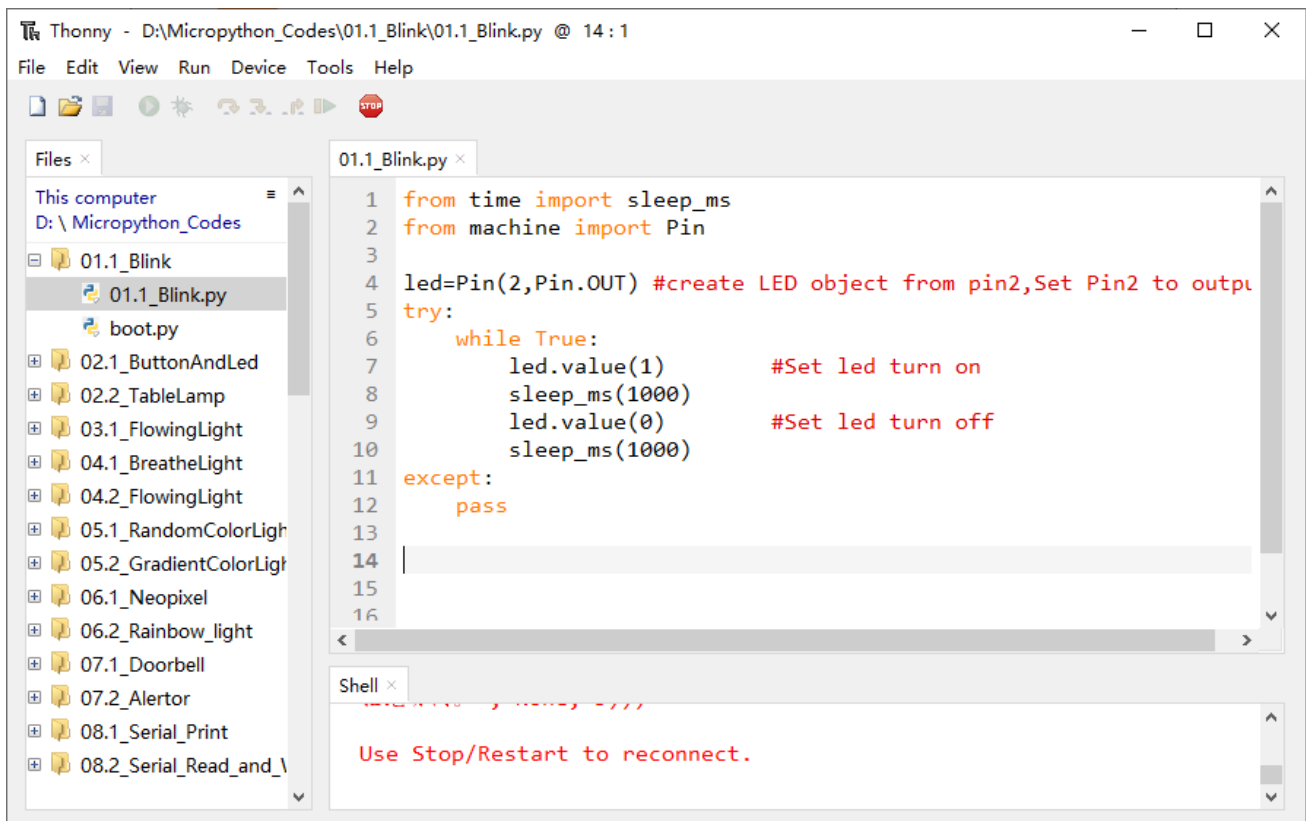 Thonny - D:\Micropython_Codes\01.1_Blink\01.1_Blink.py @ 14:1
File Edit View Run Device Tools Help
STOP
Files
This computer
D: \ Micropython_Codes
01.1_Blink
01.1_Blink.py
boot.py
02.1_ButtonAndLed
02.2_TableLamp
03.1_FlowingLight
04.1_BreatheLight
04.2_FlowingLight
05.1_RandomColorLigh
05.2_GradientColorLigh
06.1_Neopixel
06.2_Rainbow_light
07.1_Doorbell
07.2_Alertor
08.1_Serial_Print
08.2_Serial_Read_and_
01.1_Blink.py
1 from time import sleep_ms
2 from machine import Pin
3
4 led=Pin(2,Pin.OUT) #create LED object from pin2,Set Pin2 to outpu
5 try:
6     while True:
7         led.value(1)        #Set led turn on
8         sleep_ms(1000)
9         led.value(0)        #Set led turn off
10         sleep_ms(1000)
11 except:
12     pass
13
14
15
16
Shell
Use Stop/Restart to reconnect.